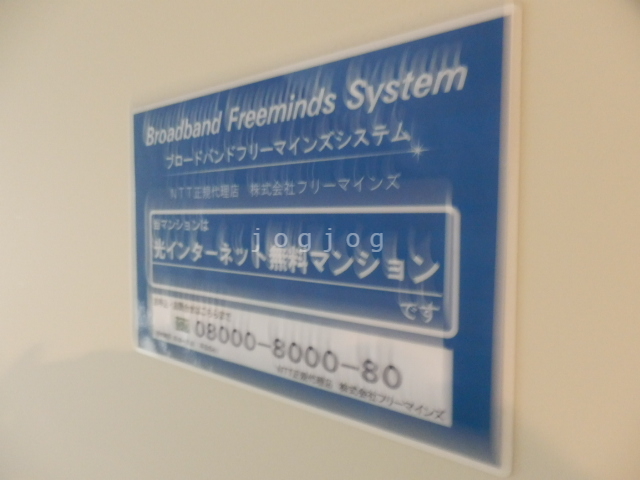 Broadband Freeminds System
ブロードバンドフリーマインズシステム
NTT正規代理店 株式会社フリーマインズ
当マンションは
光インターネット無料マンション
です
jogjog
08000-8000-80
NTT正規代理店 株式会社フリーマインズ